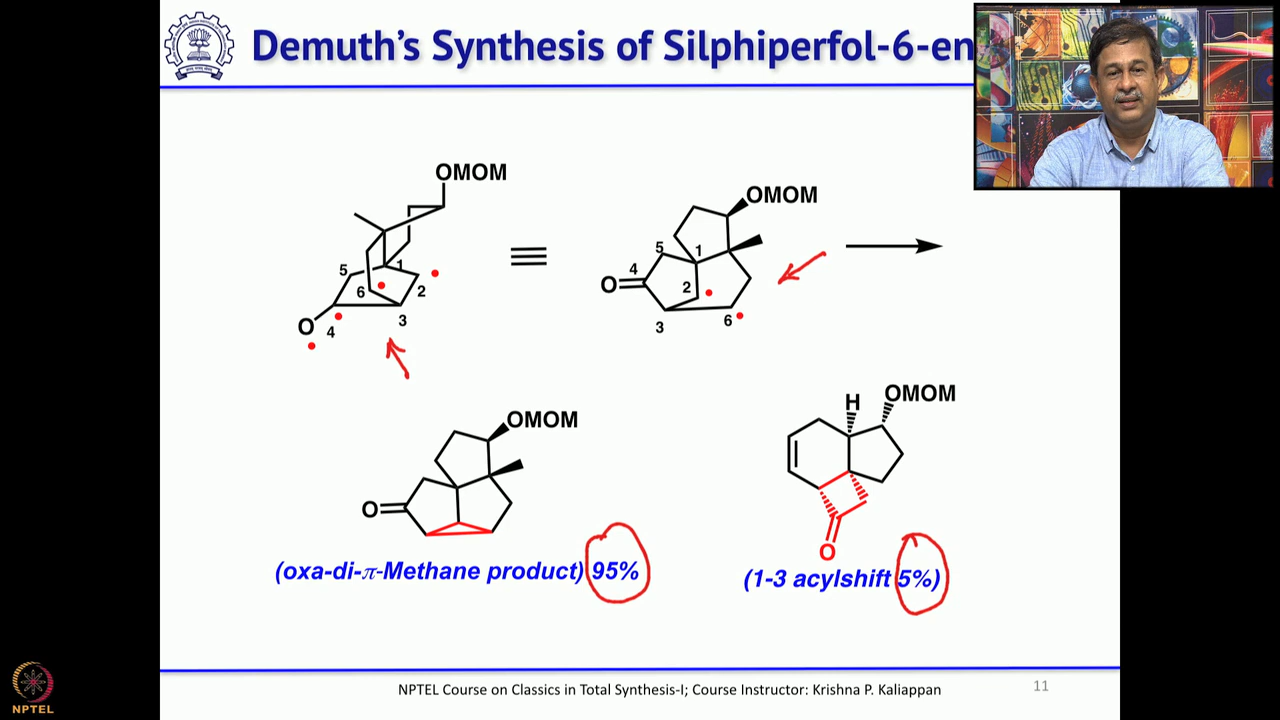 Demuth's Synthesis of Silphiperfol-6-en
OMOM
5
1
6
2
O
4
3
OMOM
5
1
4
O
2
3
6
OMOM
O
(oxa-di-π-Methane product) 95%
H
OMOM
O
(1-3 acylshift 5%)
NPTEL Course on Classics in Total Synthesis-I; Course Instructor: Krishna P. Kaliappan
11
NPTEL